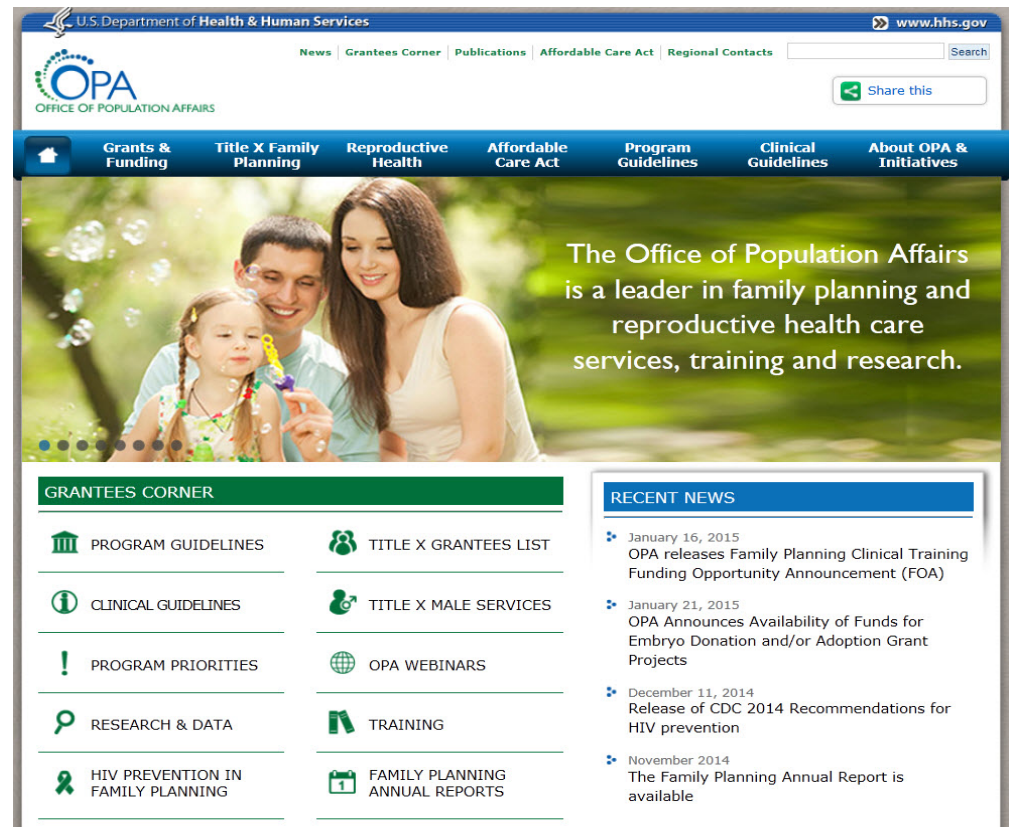 U.S. Department of Health & Human Services
www.hhs.gov
News Grantees Corner Publications Affordable Care Act Regional Contacts
Search
OPA
OFFICE OF POPULATION AFFAIRS
Share this
Grants & Funding
Title X Family Planning
Reproductive Health
Affordable Care Act
Program Guidelines
Clinical Guidelines
About OPA & Initiatives
The Office of Population Affairs
is a leader in family planning and
reproductive health care
services, training and research.
GRANTEES CORNER
PROGRAM GUIDELINES
TITLE X GRANTEES LIST
CLINICAL GUIDELINES
TITLE X MALE SERVICES
PROGRAM PRIORITIES
OPA WEBINARS
RESEARCH & DATA
TRAINING
HIV PREVENTION IN
FAMILY PLANNING
1
FAMILY PLANNING
ANNUAL REPORTS
RECENT NEWS
January 16, 2015
OPA releases Family Planning Clinical Training
Funding Opportunity Announcement (FOA)
January 21, 2015
OPA Announces Availability of Funds for
Embryo Donation and/or Adoption Grant
Projects
December 11, 2014
Release of CDC 2014 Recommendations for
HIV prevention
November 2014
The Family Planning Annual Report is
available